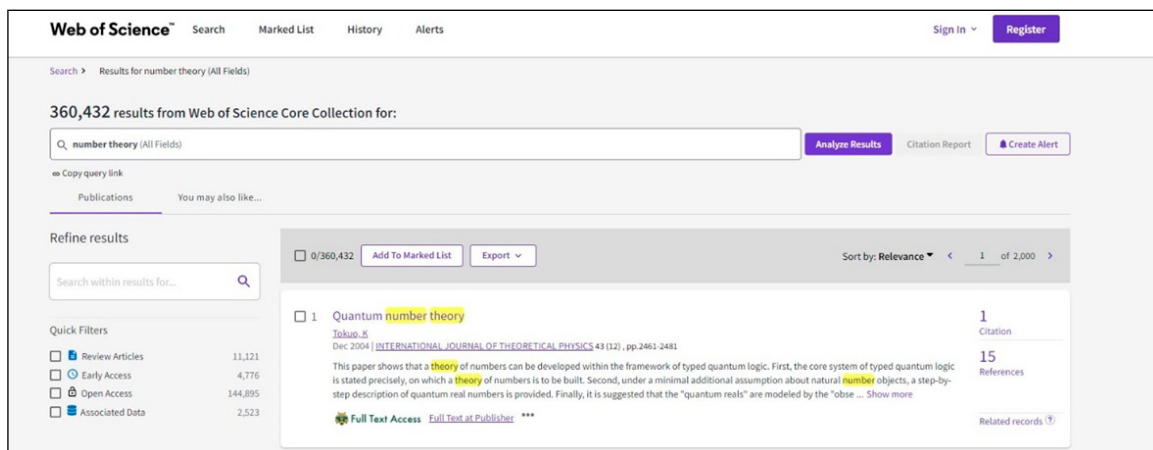 Web of Science™ Search Marked List History Alerts Sign In Register
Search > Results for number theory (All Fields)
360,432 results from Web of Science Core Collection for:
number theory (All Fields) Analyze Results Citation Report Create Alert
Copy query link
Publications You may also like...
Refine results
0/360,432 Add To Marked List Export Sort by: Relevance < 1 of 2,000 >
Search within results for...
Quick Filters
Review Articles 11,121
Early Access 4,776
Open Access 144,895
Associated Data 2,523
1 Quantum number theory
Tokuo, K
Dec 2004 | INTERNATIONAL JOURNAL OF THEORETICAL PHYSICS 43 (12) , pp.2461-2481
This paper shows that a theory of numbers can be developed within the framework of typed quantum logic. First, the core system of typed quantum logic
is stated precisely, on which a theory of numbers is to be built. Second, under a minimal additional assumption about natural number objects, a step-by-
step description of quantum real numbers is provided. Finally, it is suggested that the "quantum reals" are modeled by the "obse ... Show more
Full Text Access Full Text at Publisher •••
1
Citation
15
References
Related records ?